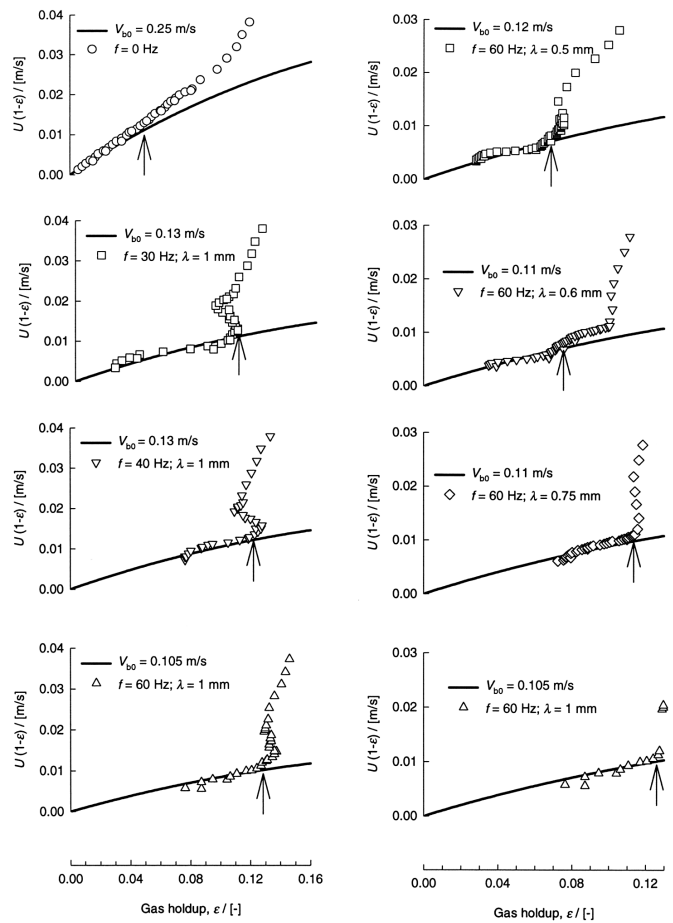 V_b0 = 0.25 m/s
f = 0 Hz
U (1-ε) / [m/s]
0.04
0.03
0.02
0.01
0.00
V_b0 = 0.12 m/s
f = 60 Hz; λ = 0.5 mm
U (1-ε) / [m/s]
0.03
0.02
0.01
0.00
V_b0 = 0.13 m/s
f = 30 Hz; λ = 1 mm
U (1-ε) / [m/s]
0.04
0.03
0.02
0.01
0.00
V_b0 = 0.11 m/s
f = 60 Hz; λ = 0.6 mm
U (1-ε) / [m/s]
0.03
0.02
0.01
0.00
V_b0 = 0.13 m/s
f = 40 Hz; λ = 1 mm
U (1-ε) / [m/s]
0.04
0.03
0.02
0.01
0.00
V_b0 = 0.11 m/s
f = 60 Hz; λ = 0.75 mm
U (1-ε) / [m/s]
0.03
0.02
0.01
0.00
V_b0 = 0.105 m/s
f = 60 Hz; λ = 1 mm
U (1-ε) / [m/s]
0.04
0.03
0.02
0.01
0.00
V_b0 = 0.105 m/s
f = 60 Hz; λ = 1 mm
U (1-ε) / [m/s]
0.03
0.02
0.01
0.00
0.00 0.04 0.08 0.12 0.16
Gas holdup, ε / [-]
0.00 0.04 0.08 0.12
Gas holdup, ε / [-]